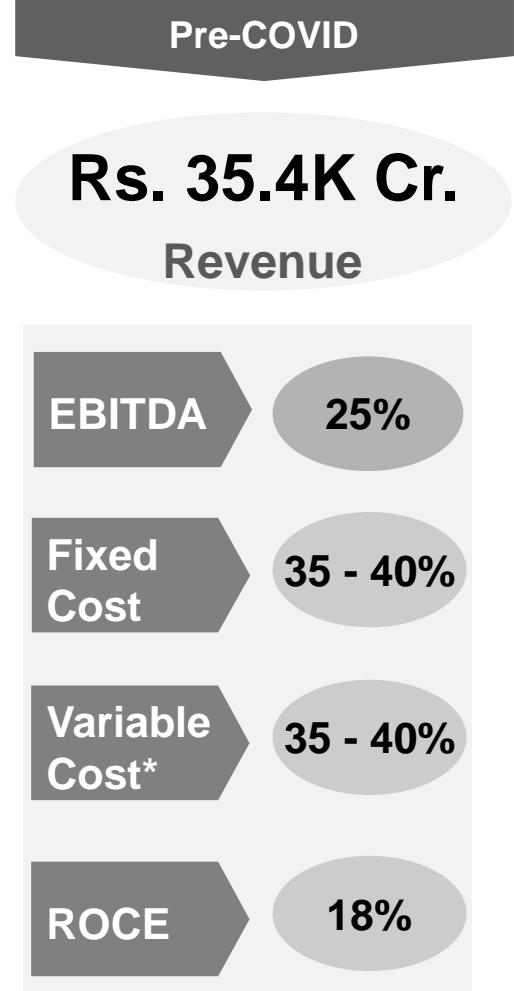 Pre-COVID
Rs. 35.4K Cr.
Revenue
EBITDA
25%
Fixed
Cost
35 - 40%
Variable
Cost*
35 - 40%
ROCE
18%